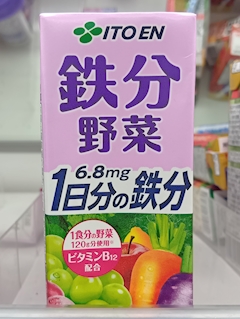 ITO EN
鉄分
野菜
6.8mg
1日分の鉄分
1食分の野菜
120g分使用※
ビタミンB12
配合